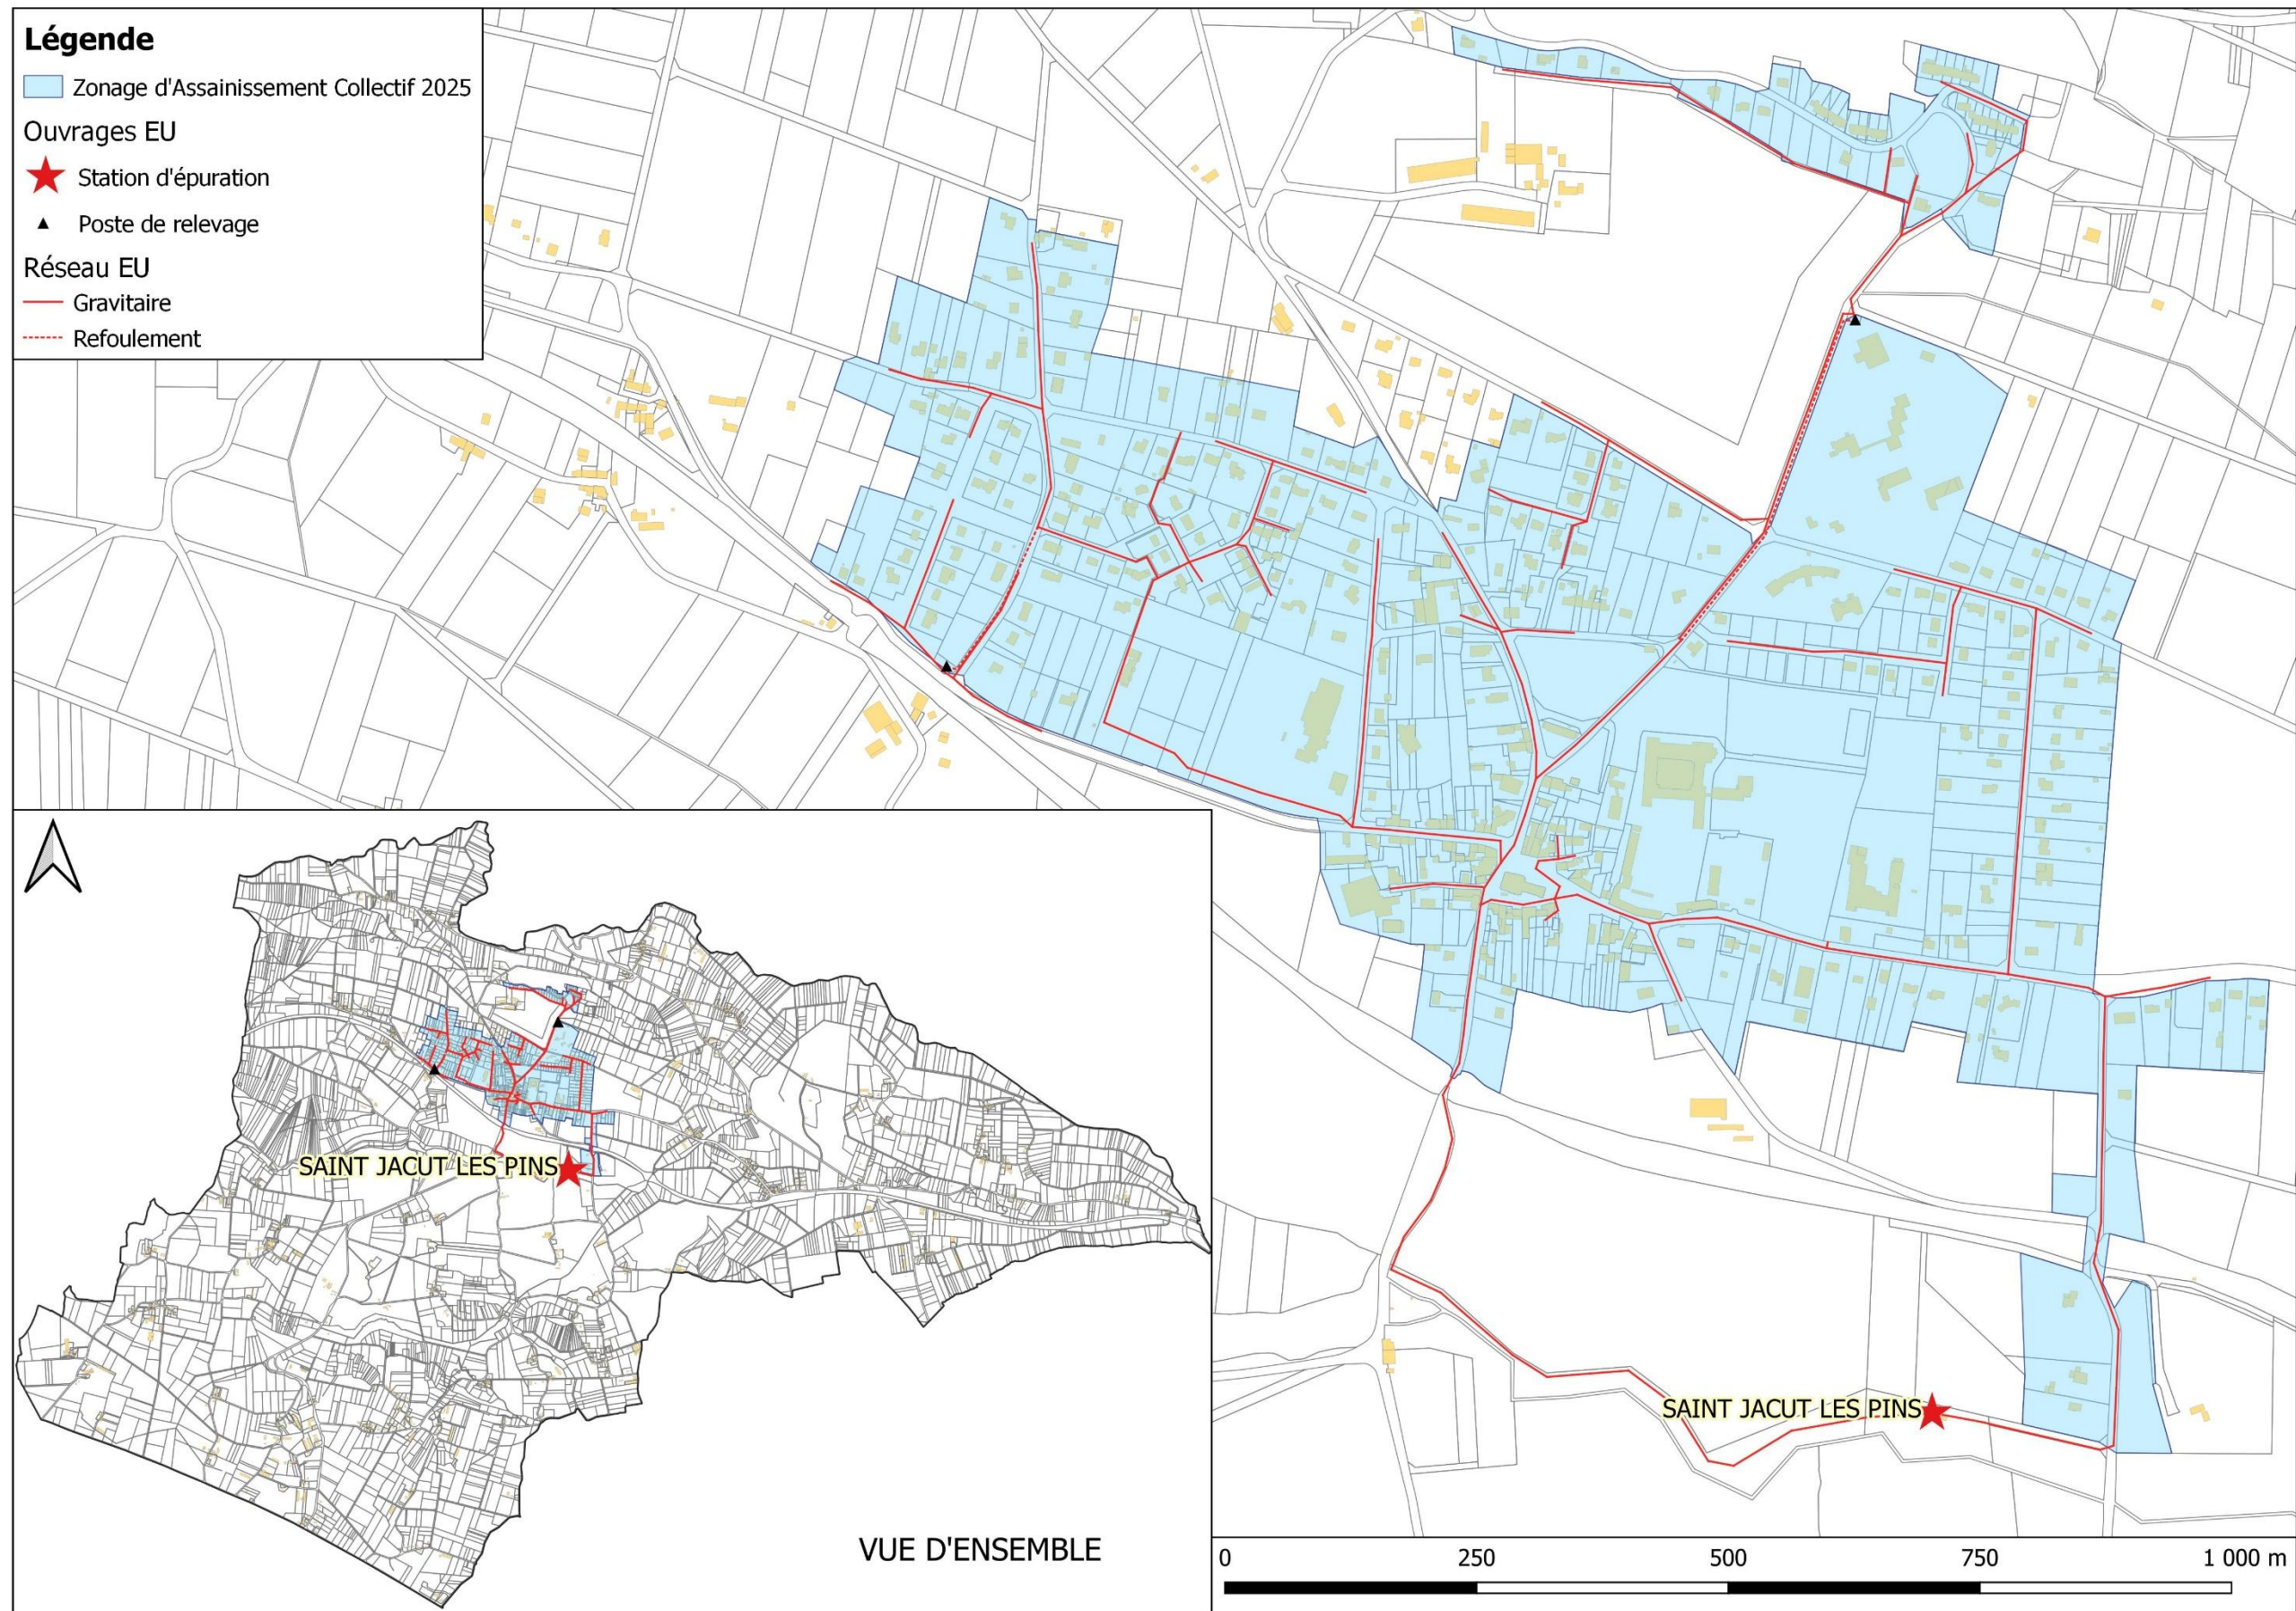 Légende
Zonage d'Assainissement Collectif 2025
Ouvrages EU
Station d'épuration
Poste de relevage
Réseau EU
Gravitaire
Refoulement
SAINT JACUT LES PINS
VUE D'ENSEMBLE
SAINT JACUT LES PINS
0 250 500 750 1 000 m